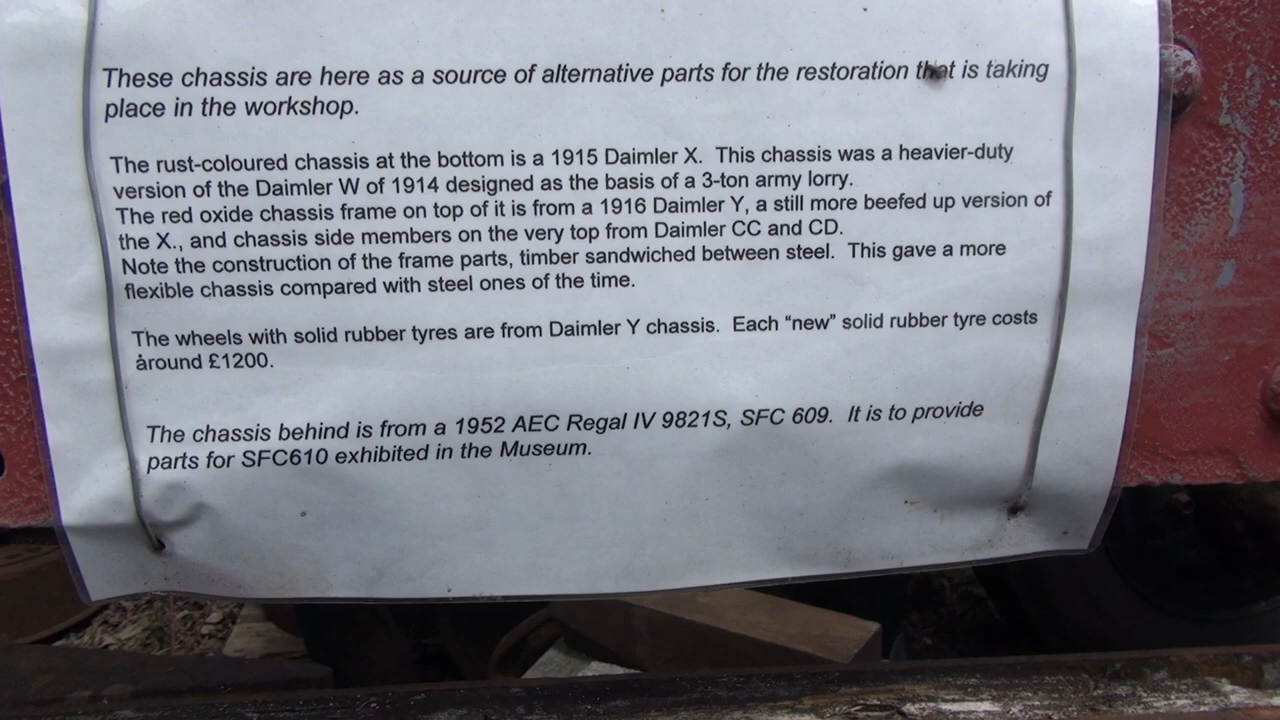 These chassis are here as a source of alternative parts for the restoration that is taking
place in the workshop.
The rust-coloured chassis at the bottom is a 1915 Daimler X.  This chassis was a heavier-duty
version of the Daimler W of 1914 designed as the basis of a 3-ton army lorry.
The red oxide chassis frame on top of it is from a 1916 Daimler Y, a still more beefed up version of
the X., and chassis side members on the very top from Daimler CC and CD.
Note the construction of the frame parts, timber sandwiched between steel.  This gave a more
flexible chassis compared with steel ones of the time.
The wheels with solid rubber tyres are from Daimler Y chassis.  Each “new” solid rubber tyre costs
around £1200.
The chassis behind is from a 1952 AEC Regal IV 9821S, SFC 609.  It is to provide
parts for SFC610 exhibited in the Museum.